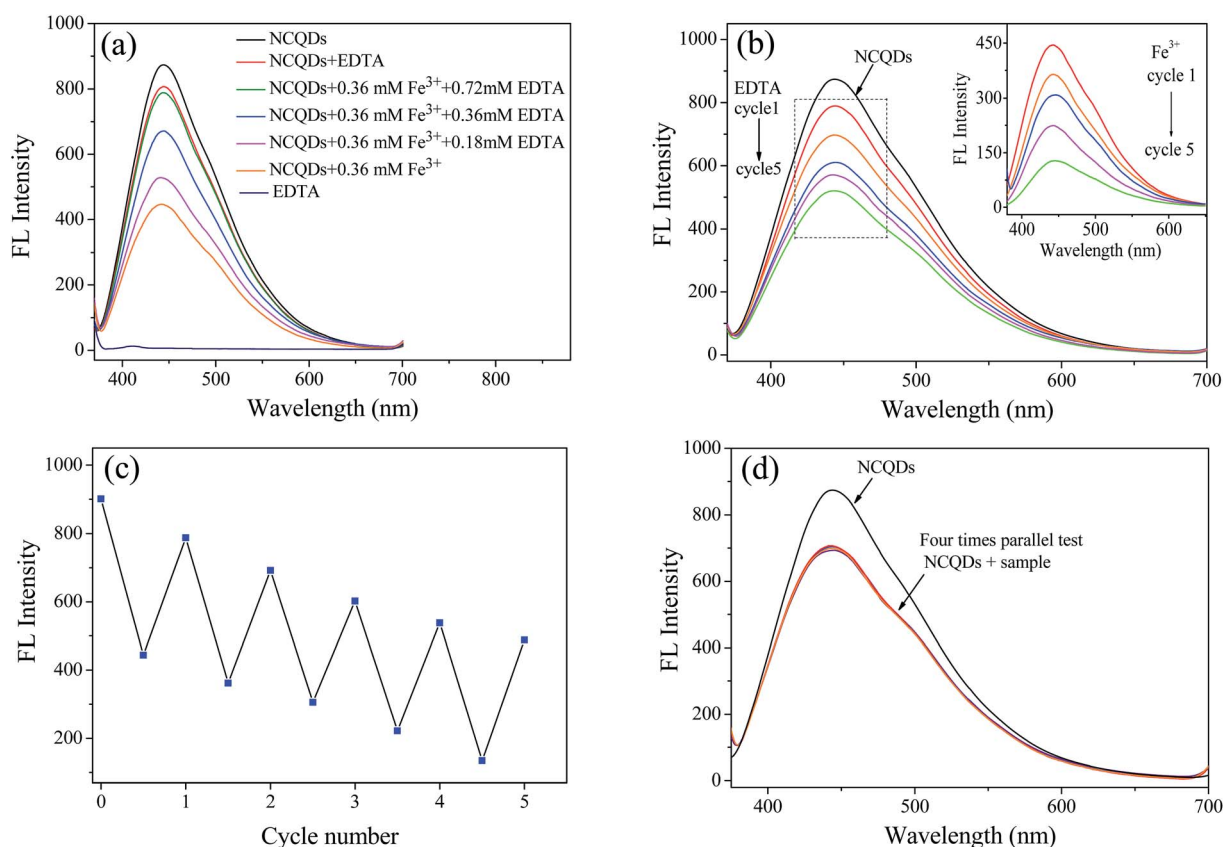 (a)
NCQDs
NCQDs+EDTA
NCQDs+0.36 mM Fe³⁺+0.72mM EDTA
NCQDs+0.36 mM Fe³⁺+0.36mM EDTA
NCQDs+0.36 mM Fe³⁺+0.18mM EDTA
NCQDs+0.36 mM Fe³⁺
EDTA
1000
800
600
400
200
0
FL Intensity
400 500 600 700 800
Wavelength (nm)
(b)
NCQDs
EDTA
cycle1
cycle5
1000
800
600
400
200
0
FL Intensity
400 500 600 700
Wavelength (nm)
450
300
150
0
FL Intensity
Fe³⁺
cycle 1
cycle 5
400 500 600
Wavelength (nm)
(c)
1000
800
600
400
200
FL Intensity
0 1 2 3 4 5
Cycle number
(d)
NCQDs
Four times parallel test
NCQDs + sample
1000
800
600
400
200
0
FL Intensity
400 500 600 700
Wavelength (nm)